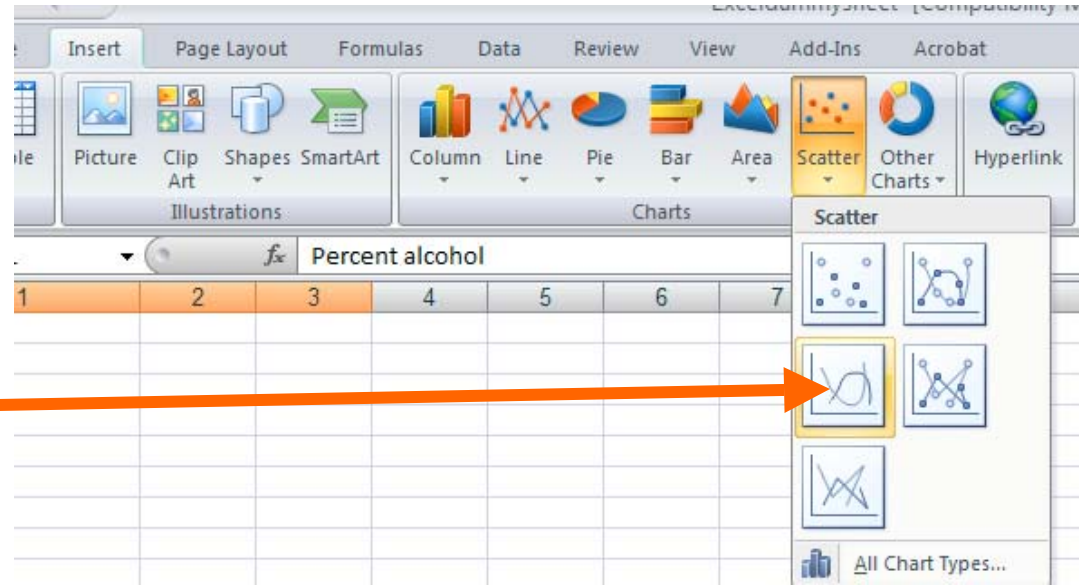 Exceldummysheet [Compatibility M
Insert Page Layout Formulas Data Review View Add-Ins Acrobat
Picture Clip Art Shapes SmartArt Column Line Pie Bar Area Scatter Other Charts Hyperlink
Illustrations Charts
Scatter
fx Percent alcohol
1 2 3 4 5 6 7
All Chart Types...